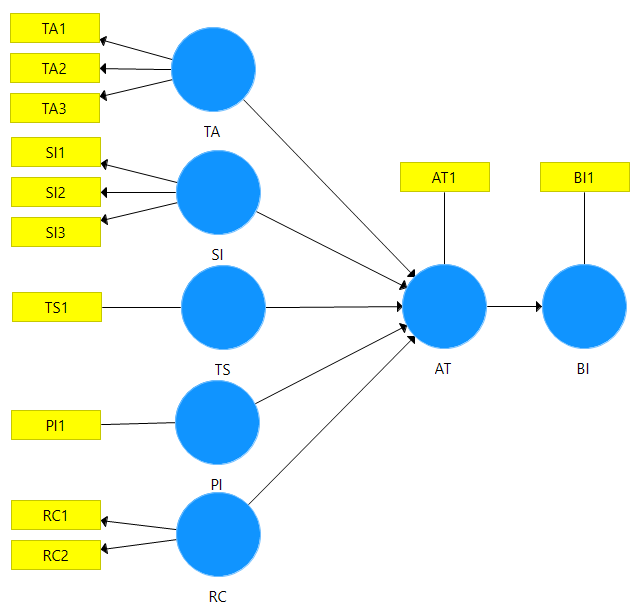 TA1
TA2
TA3
TA
SI1
SI2
SI3
SI
AT1
BI1
TS1
TS
AT
BI
PI1
PI
RC1
RC2
RC